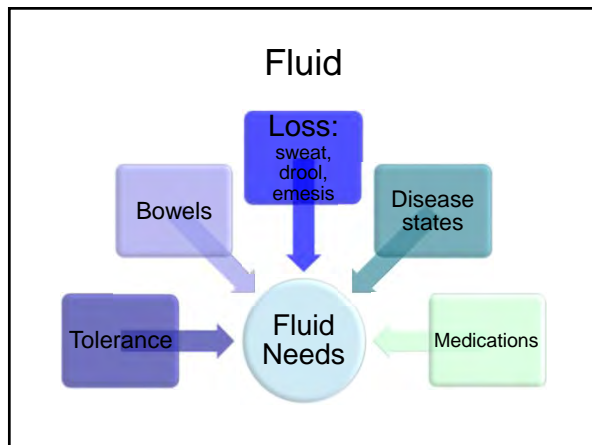 Fluid
Loss:
sweat,
drool,
emesis
Bowels
Disease
states
Tolerance
Fluid
Needs
Medications